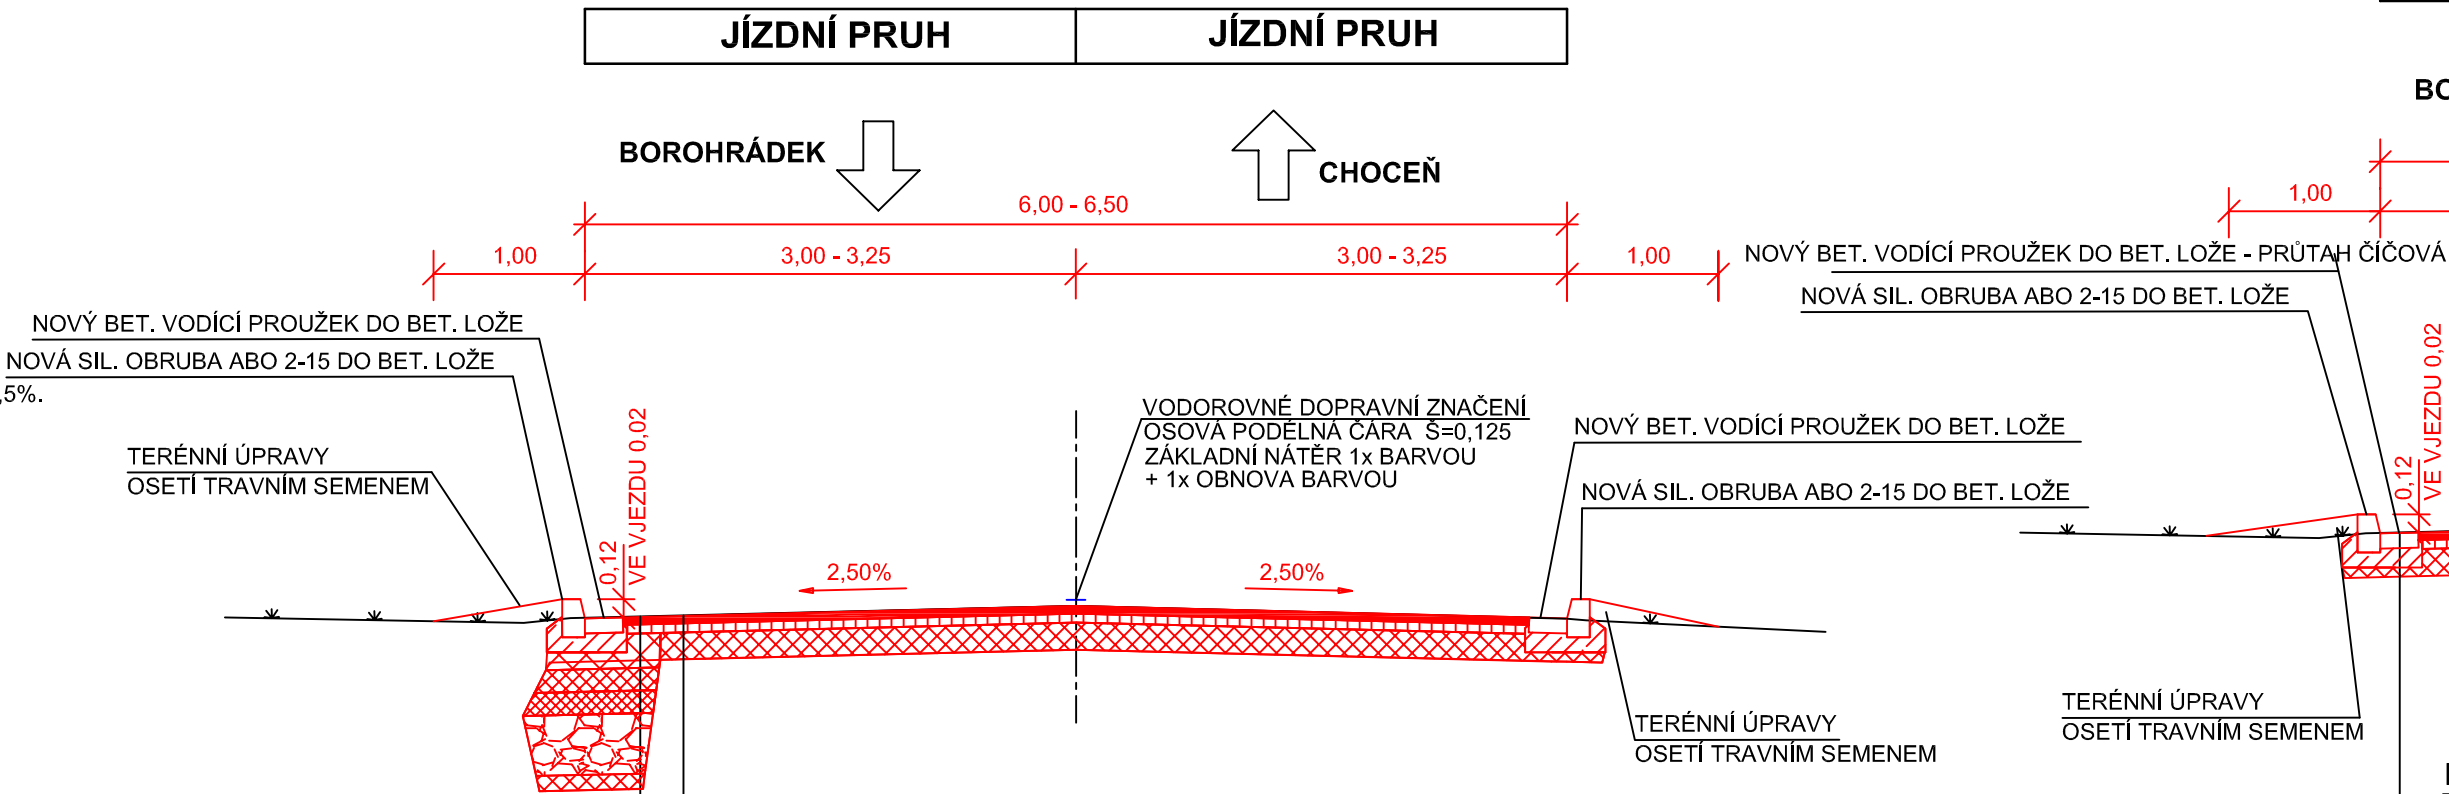 JÍZDNÍ PRUH
JÍZDNÍ PRUH
BOROHRÁDEK
CHOCEŇ
6,00 - 6,50
1,00
3,00 - 3,25
3,00 - 3,25
1,00
1,00
NOVÝ BET. VODÍCÍ PROUŽEK DO BET. LOŽE - PRŮTAH ČÍČOVÁ
NOVÁ SIL. OBRUBA ABO 2-15 DO BET. LOŽE
NOVÝ BET. VODÍCÍ PROUŽEK DO BET. LOŽE
NOVÁ SIL. OBRUBA ABO 2-15 DO BET. LOŽE
,5%.
TERÉNNÍ ÚPRAVY
OSETÍ TRAVNÍM SEMENEM
0,12
VE VJEZDU 0,02
VODOROVNÉ DOPRAVNÍ ZNAČENÍ
OSOVÁ PODÉLNÁ ČÁRA Š=0,125
ZÁKLADNÍ NÁTĚR 1x BARVOU
+ 1x OBNOVA BARVOU
NOVÝ BET. VODÍCÍ PROUŽEK DO BET. LOŽE
NOVÁ SIL. OBRUBA ABO 2-15 DO BET. LOŽE
0,12
VE VJEZDU 0,02
2,50%
2,50%
TERÉNNÍ ÚPRAVY
OSETÍ TRAVNÍM SEMENEM
TERÉNNÍ ÚPRAVY
OSETÍ TRAVNÍM SEMENEM